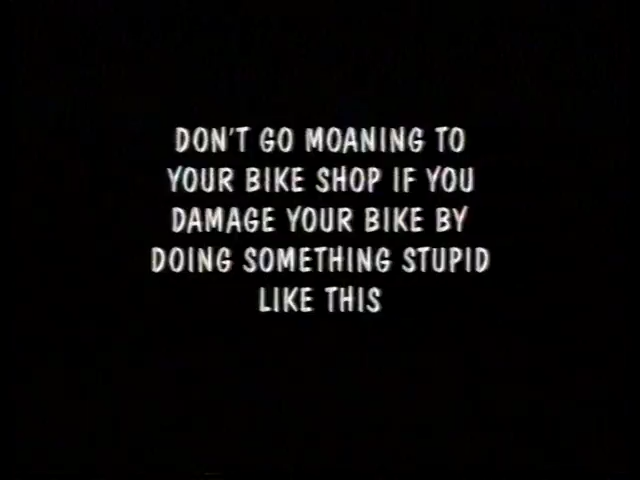 DON'T GO MOANING TO
YOUR BIKE SHOP IF YOU
DAMAGE YOUR BIKE BY
DOING SOMETHING STUPID
LIKE THIS